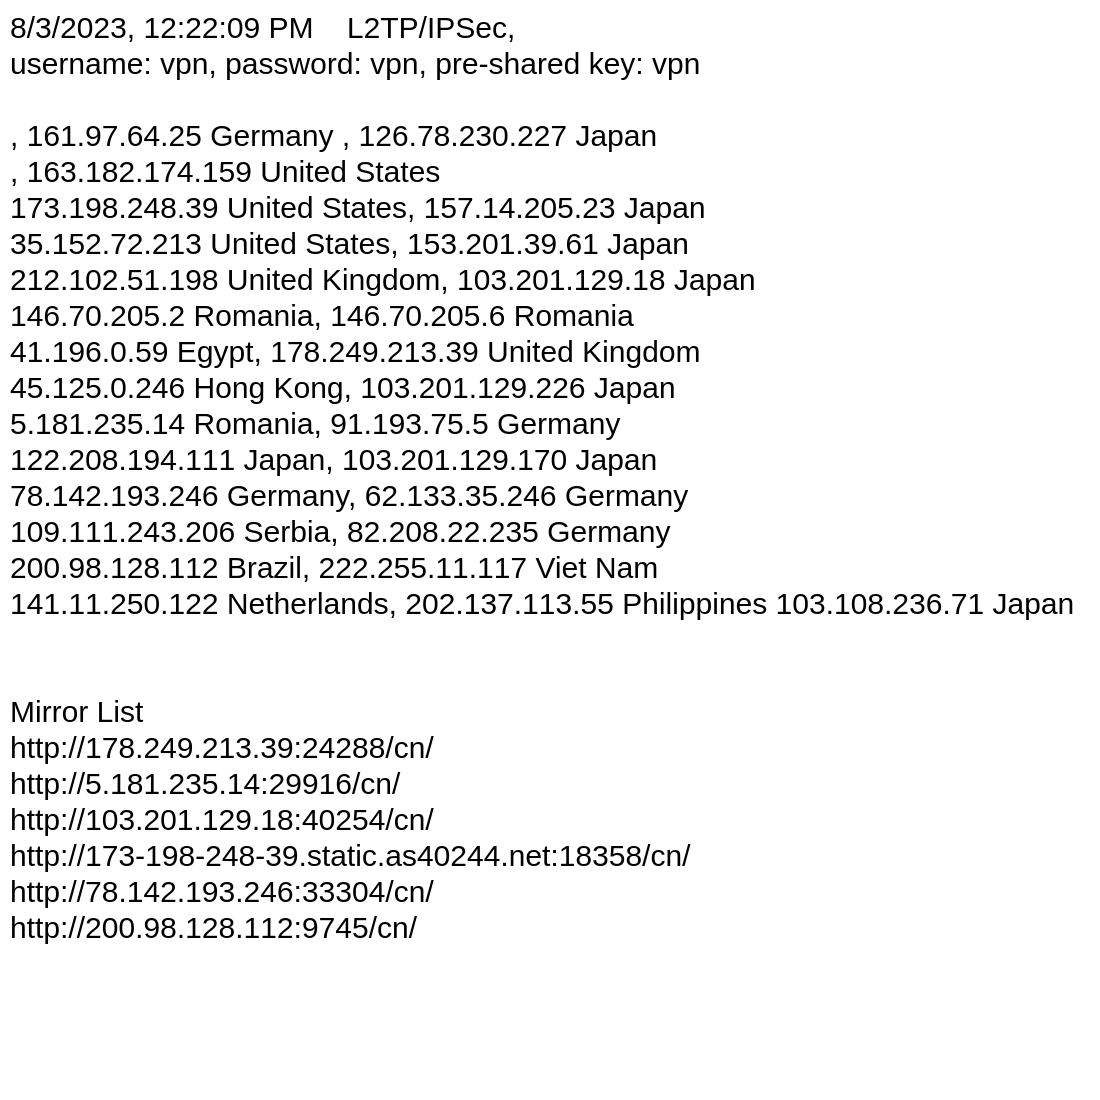 8/3/2023, 12:22:09 PM    L2TP/IPSec,
username: vpn, password: vpn, pre-shared key: vpn
, 161.97.64.25 Germany , 126.78.230.227 Japan
, 163.182.174.159 United States
173.198.248.39 United States, 157.14.205.23 Japan
35.152.72.213 United States, 153.201.39.61 Japan
212.102.51.198 United Kingdom, 103.201.129.18 Japan
146.70.205.2 Romania, 146.70.205.6 Romania
41.196.0.59 Egypt, 178.249.213.39 United Kingdom
45.125.0.246 Hong Kong, 103.201.129.226 Japan
5.181.235.14 Romania, 91.193.75.5 Germany
122.208.194.111 Japan, 103.201.129.170 Japan
78.142.193.246 Germany, 62.133.35.246 Germany
109.111.243.206 Serbia, 82.208.22.235 Germany
200.98.128.112 Brazil, 222.255.11.117 Viet Nam
141.11.250.122 Netherlands, 202.137.113.55 Philippines 103.108.236.71 Japan
Mirror List
http://178.249.213.39:24288/cn/
http://5.181.235.14:29916/cn/
http://103.201.129.18:40254/cn/
http://173-198-248-39.static.as40244.net:18358/cn/
http://78.142.193.246:33304/cn/
http://200.98.128.112:9745/cn/